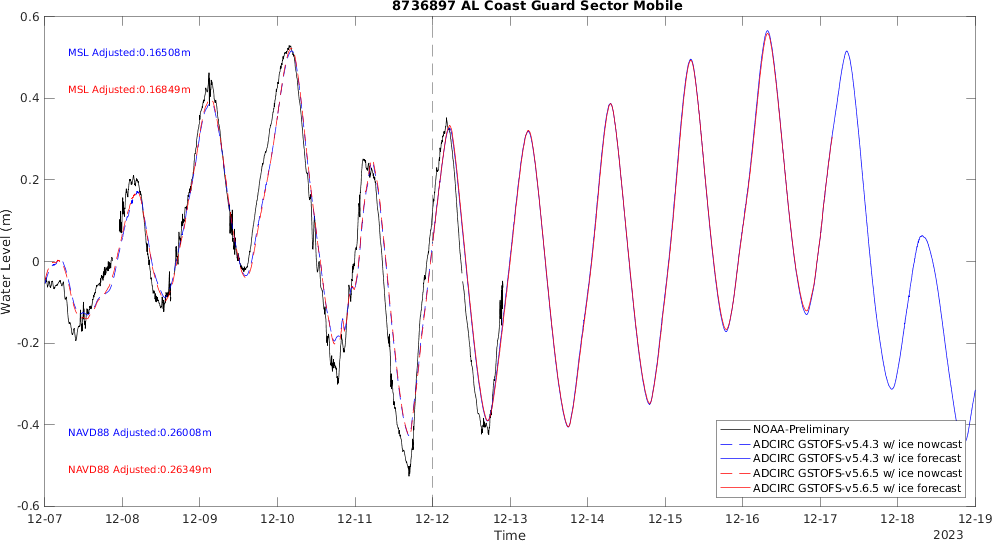 8736897 AL Coast Guard Sector Mobile
0.6
0.4
0.2
0
-0.2
-0.4
-0.6
Water Level (m)
MSL Adjusted:0.16508m
MSL Adjusted:0.16849m
NAVD88 Adjusted:0.26008m
NAVD88 Adjusted:0.26349m
NOAA-Preliminary
ADCIRC GSTOFS-v5.4.3 w/ ice nowcast
ADCIRC GSTOFS-v5.4.3 w/ ice forecast
ADCIRC GSTOFS-v5.6.5 w/ ice nowcast
ADCIRC GSTOFS-v5.6.5 w/ ice forecast
12-07 12-08 12-09 12-10 12-11 12-12 12-13 12-14 12-15 12-16 12-17 12-18 12-19
Time
2023